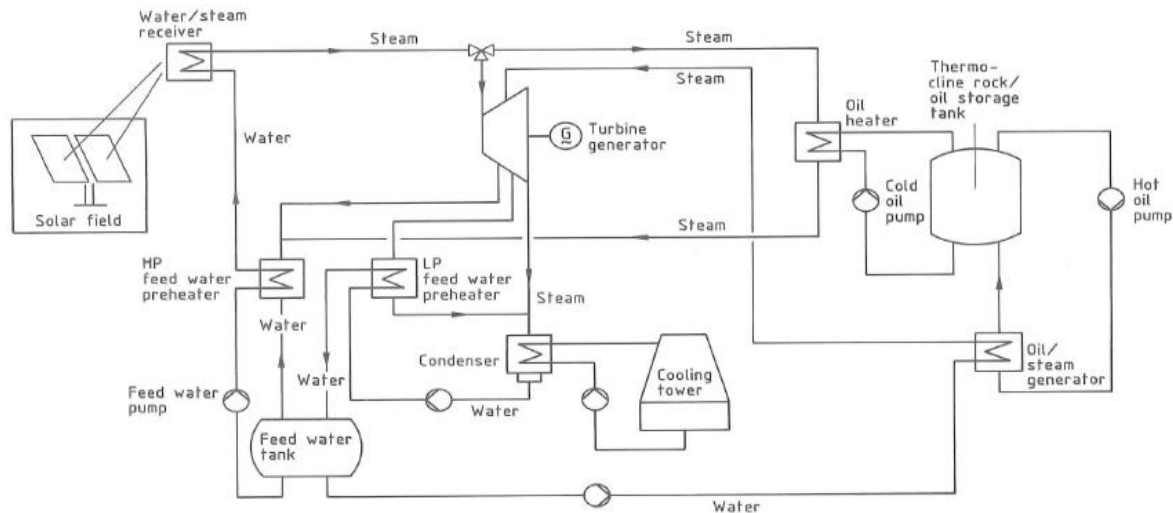 Water/steam
receiver
Steam
Steam
Steam
Thermo-
cline rock/
oil storage
tank
Oil
heater
Water
G
Turbine
generator
Solar field
Cold
oil
pump
Hot
oil
pump
Steam
HP
feed water
preheater
LP
feed water
preheater
Steam
Water
Condenser
Oil/
steam
generator
Water
Cooling
tower
Feed water
pump
Water
Feed water
tank
Water